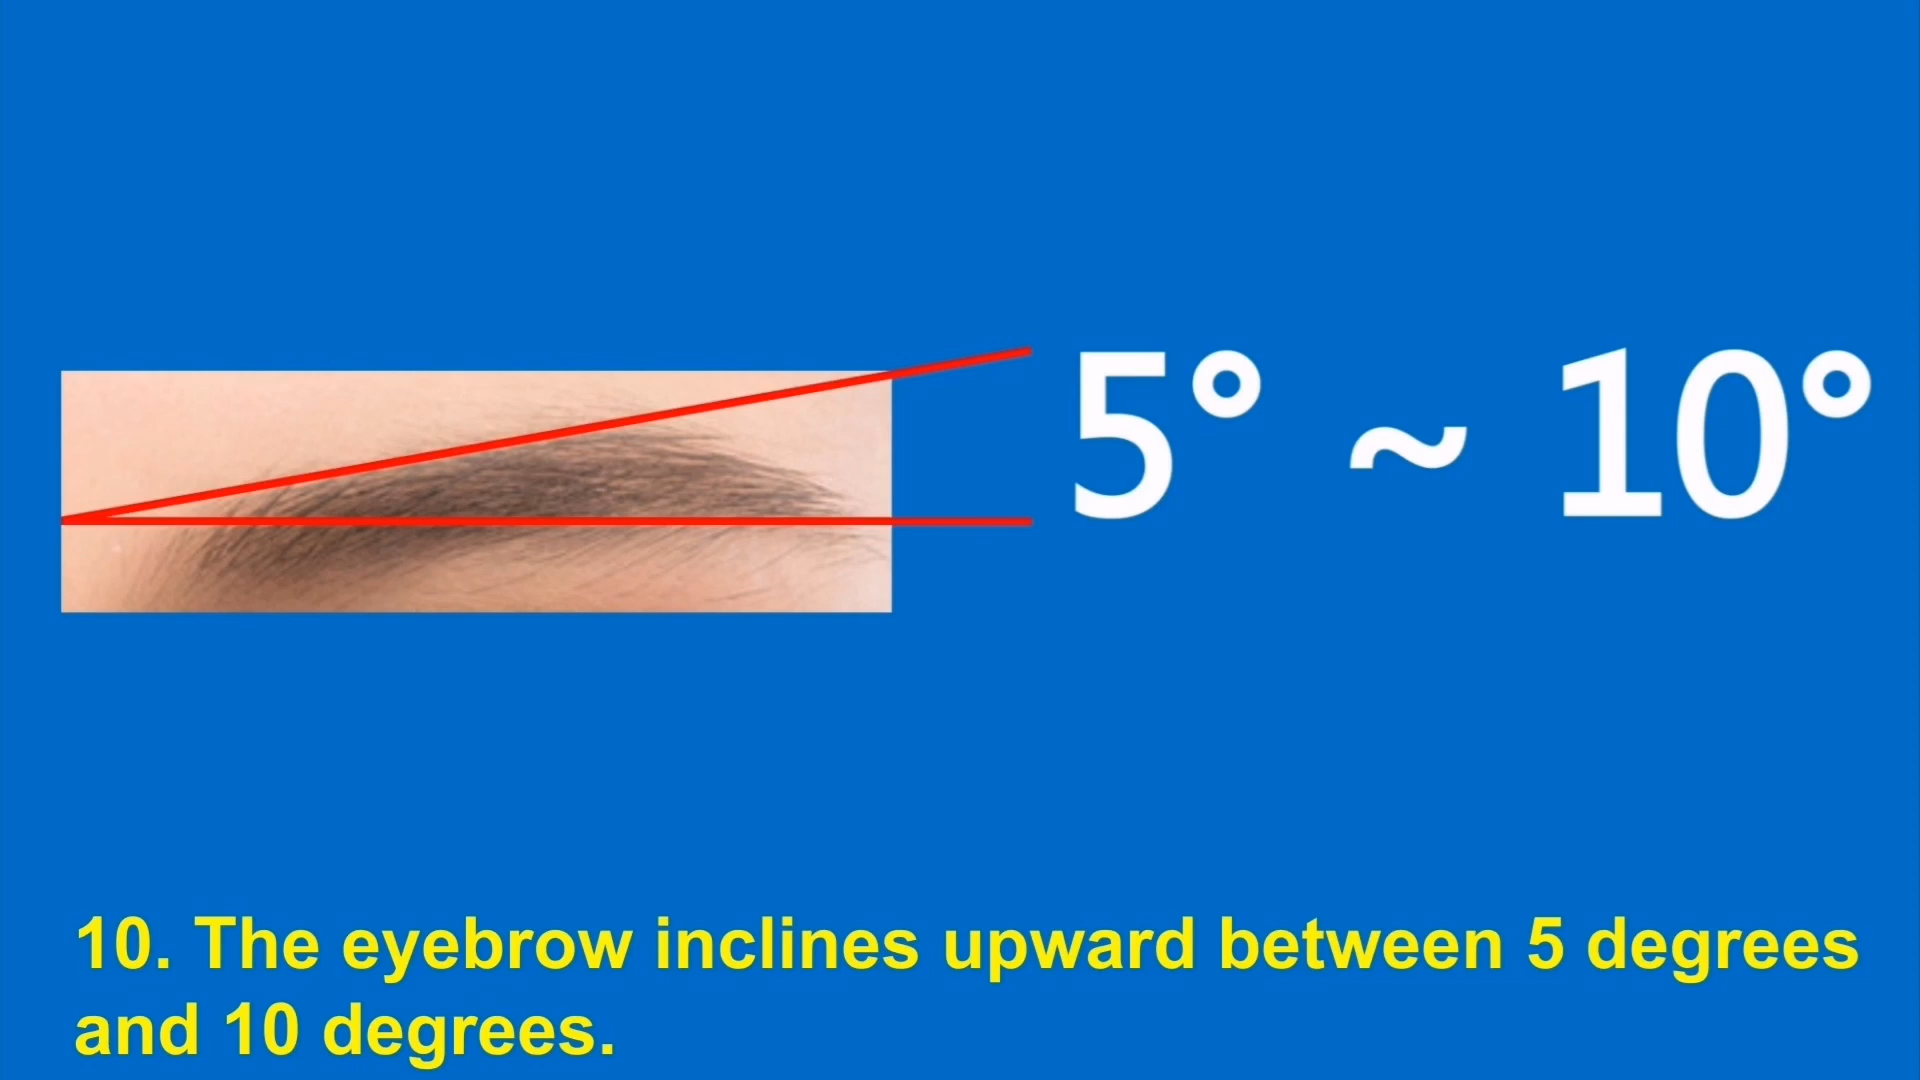 5° ~ 10°
10. The eyebrow inclines upward between 5 degrees
and 10 degrees.